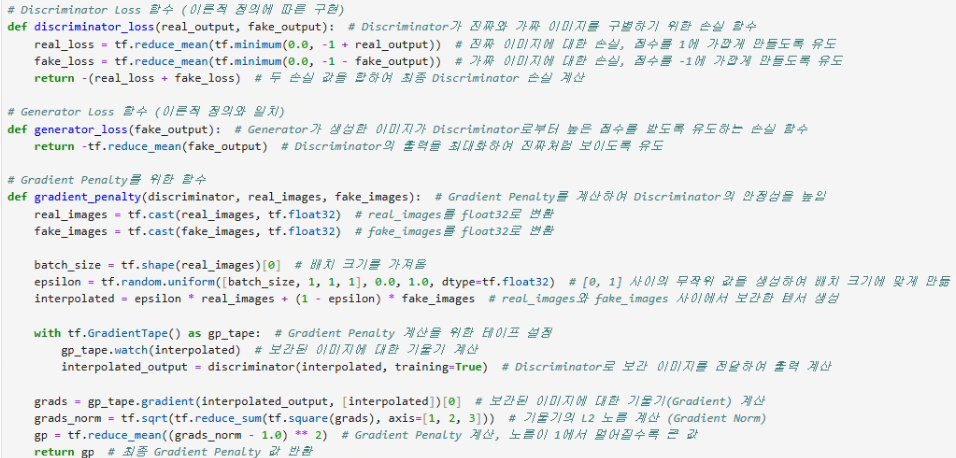 # Discriminator Loss 함수 (이론적 정의에 따른 구현)
def discriminator_loss(real_output, fake_output):  # Discriminator가 진짜와 가짜 이미지를 구별하기 위한 손실 함수
    real_loss = tf.reduce_mean(tf.minimum(0.0, -1 + real_output))  # 진짜 이미지에 대한 손실, 점수를 1에 가깝게 만들도록 유도
    fake_loss = tf.reduce_mean(tf.minimum(0.0, -1 - fake_output))  # 가짜 이미지에 대한 손실, 점수를 -1에 가깝게 만들도록 유도
    return -(real_loss + fake_loss)  # 두 손실 값을 합하여 최종 Discriminator 손실 계산

# Generator Loss 함수 (이론적 정의와 일치)
def generator_loss(fake_output):  # Generator가 생성한 이미지가 Discriminator로부터 높은 점수를 받도록 유도하는 손실 함수
    return -tf.reduce_mean(fake_output)  # Discriminator의 출력을 최대화하여 진짜처럼 보이도록 유도

# Gradient Penalty를 위한 함수
def gradient_penalty(discriminator, real_images, fake_images):  # Gradient Penalty를 계산하여 Discriminator의 안정성을 높임
    real_images = tf.cast(real_images, tf.float32)  # real_images를 float32로 변환
    fake_images = tf.cast(fake_images, tf.float32)  # fake_images를 float32로 변환

    batch_size = tf.shape(real_images)[0]  # 배치 크기를 가져옴
    epsilon = tf.random.uniform([batch_size, 1, 1, 1], 0.0, 1.0, dtype=tf.float32)  # [0, 1] 사이의 무작위 값을 생성하여 배치 크기에 맞게 만듦
    interpolated = epsilon * real_images + (1 - epsilon) * fake_images  # real_images와 fake_images 사이에서 보간한 텐서 생성

    with tf.GradientTape() as gp_tape:  # Gradient Penalty 계산을 위한 테이프 설정
        gp_tape.watch(interpolated)  # 보간된 이미지에 대한 기울기 계산
        interpolated_output = discriminator(interpolated, training=True)  # Discriminator로 보간 이미지를 전달하여 출력 계산

    grads = gp_tape.gradient(interpolated_output, [interpolated])[0]  # 보간된 이미지에 대한 기울기(Gradient) 계산
    grads_norm = tf.sqrt(tf.reduce_sum(tf.square(grads), axis=[1, 2, 3]))  # 기울기의 L2 노름 계산 (Gradient Norm)
    gp = tf.reduce_mean((grads_norm - 1.0) ** 2)  # Gradient Penalty 계산, 노름이 1에서 멀어질수록 큰 값
    return gp  # 최종 Gradient Penalty 값 반환